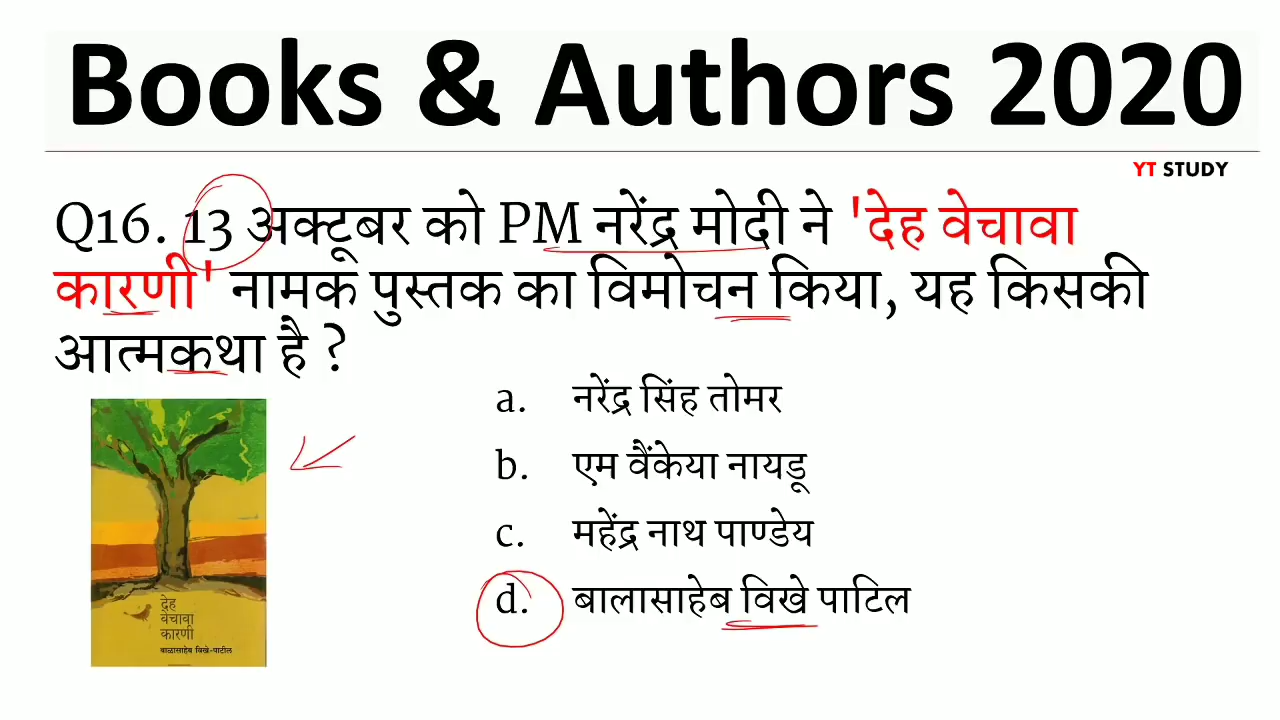 Books & Authors 2020
YT STUDY
Q16. 13 अक्टूबर को PM नरेंद्र मोदी ने 'देह वेचावा
कारणी' नामक पुस्तक का विमोचन किया, यह किसकी
आत्मकथा है ?
a. नरेंद्र सिंह तोमर
b. एम वैंकेया नायडू
c. महेंद्र नाथ पाण्डेय
d. बालासाहेब विखे पाटिल
देह
वेचावा
कारणी
बाळासाहेब विखे-पाटील